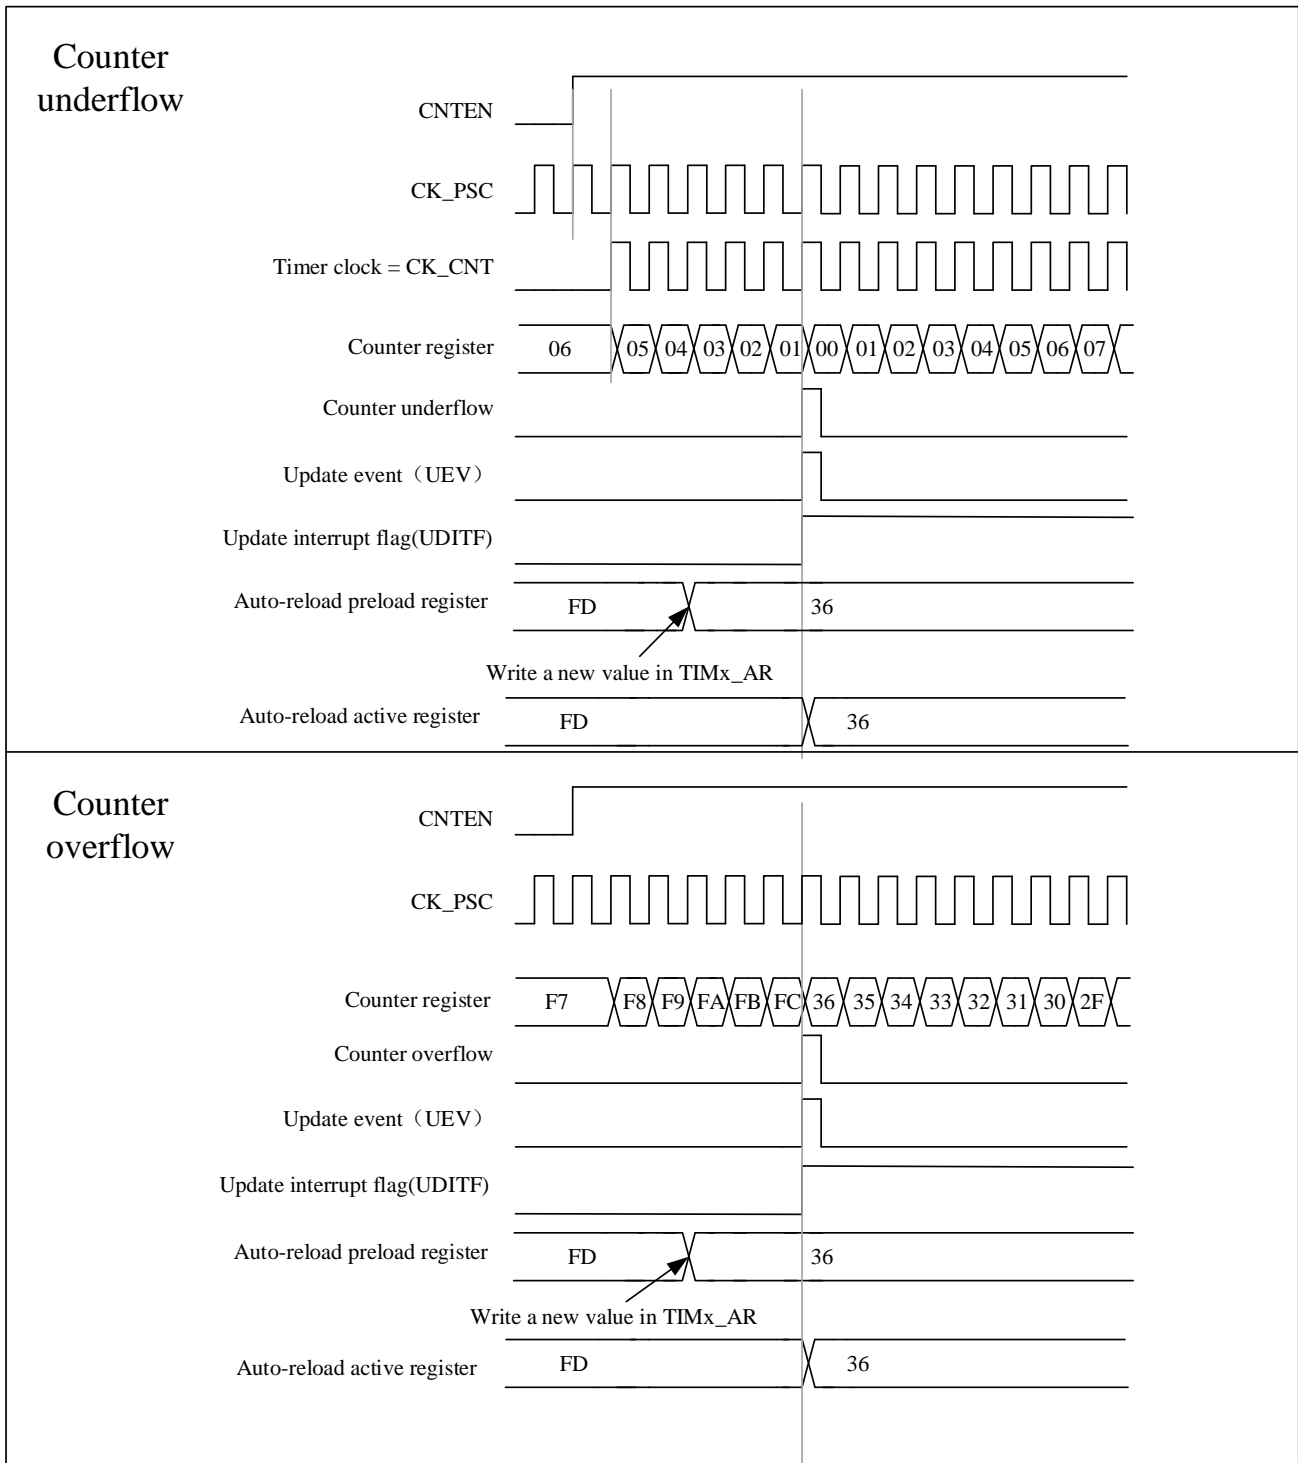 Counter
underflow
CNTEN
CK_PSC
Timer clock = CK_CNT
Counter register 06 05 04 03 02 01 00 01 02 03 04 05 06 07
Counter underflow
Update event（UEV）
Update interrupt flag(UDITF)
Auto-reload preload register FD 36
Write a new value in TIMx_AR
Auto-reload active register FD 36
Counter
overflow
CNTEN
CK_PSC
Counter register F7 F8 F9 FA FB FC 36 35 34 33 32 31 30 2F
Counter overflow
Update event（UEV）
Update interrupt flag(UDITF)
Auto-reload preload register FD 36
Write a new value in TIMx_AR
Auto-reload active register FD 36